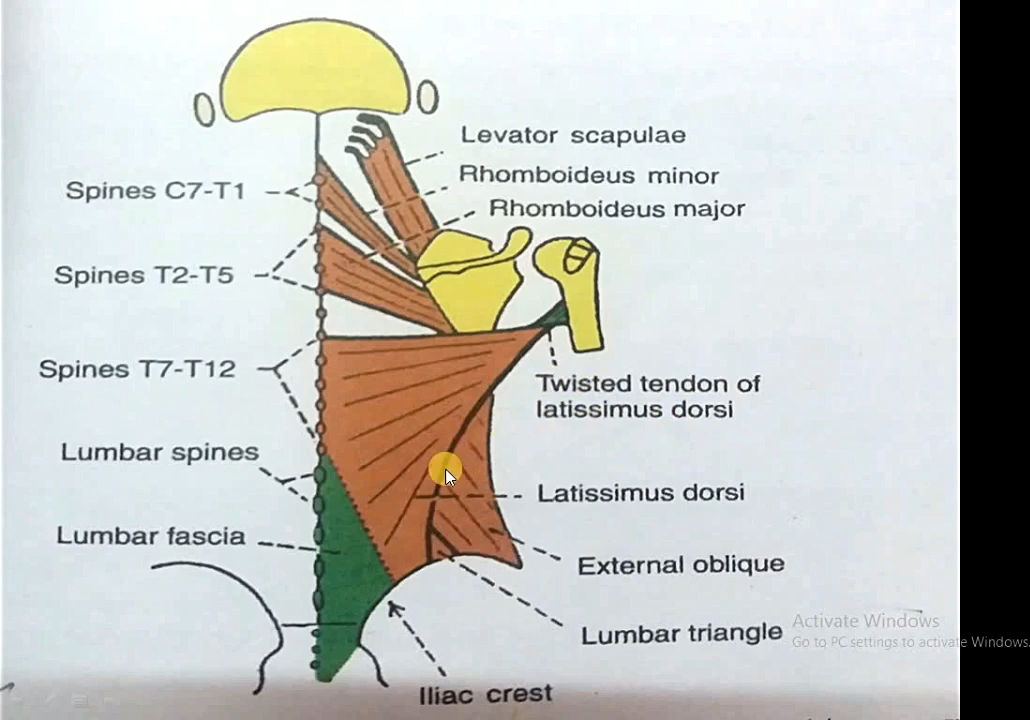 Levator scapulae
Rhomboideus minor
Spines C7-T1
Rhomboideus major
Spines T2-T5
Spines T7-T12
Twisted tendon of
latissimus dorsi
Lumbar spines
Latissimus dorsi
Lumbar fascia
External oblique
Lumbar triangle
Iliac crest
Activate Windows
Go to PC settings to activate Windows.